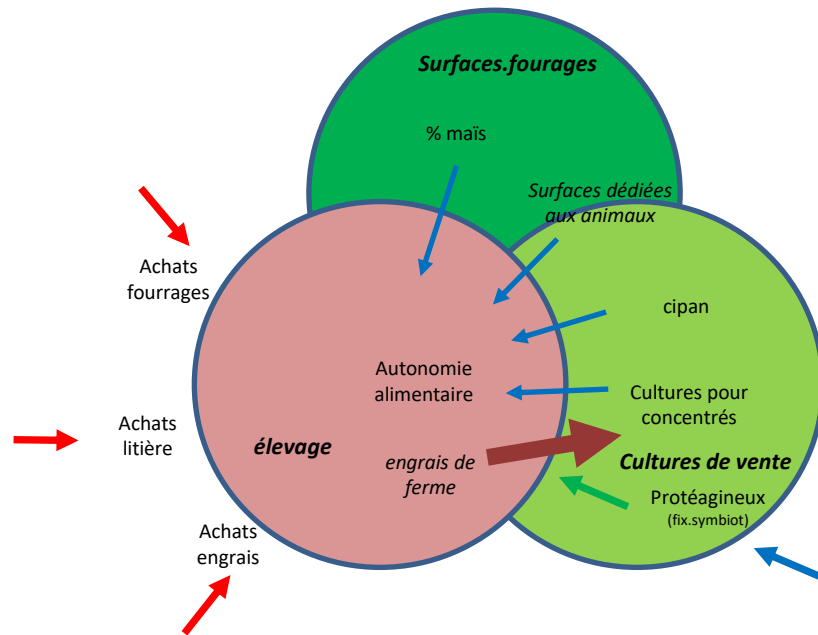 Surfaces.fourages
% maïs
Surfaces dédiées
aux animaux
Achats
fourrages
cipan
Autonomie
alimentaire
Cultures pour
concentrés
Achats
litière
élevage
engrais de
ferme
Cultures de vente
Protéagineux
(fix.symbiot)
Achats
engrais